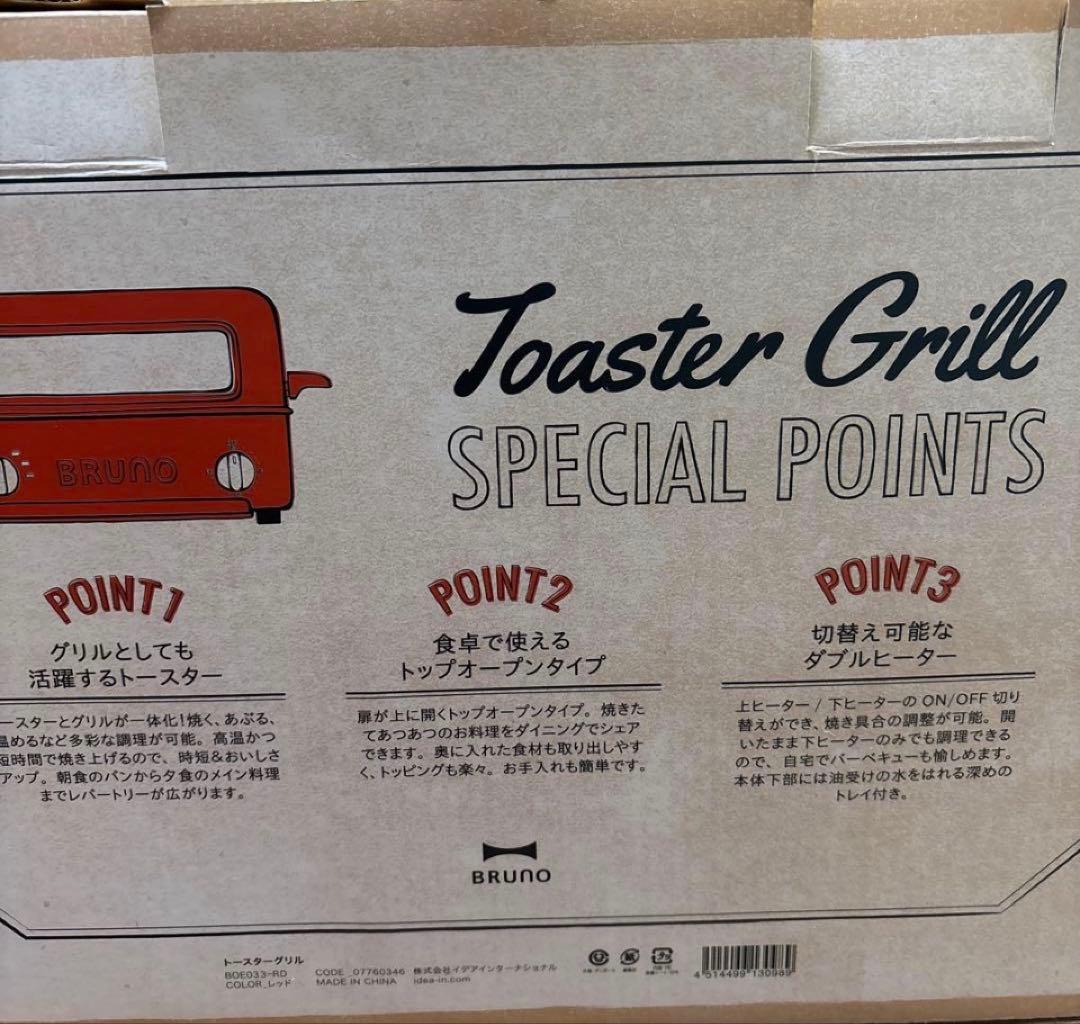 Toaster Grill
SPECIAL POINTS
BRUNO
POINT1
グリルとしても
活躍するトースター
ースターとグリルが一体化!焼く、あぶる、
温めるなど多彩な調理が可能。高温かつ
短時間で焼き上げるので、時短&おいしさ
アップ。朝食のパンから夕食のメイン料理
までレパートリーが広がります。
POINT2
食卓で使える
トップオープンタイプ
扉が上に開くトップオープンタイプ。焼きた
てあつあつのお料理をダイニングでシェア
できます。奥に入れた食材も取り出しやす
く、トッピングも楽々。お手入れも簡単です。
POINT3
切替え可能な
ダブルヒーター
上ヒーター / 下ヒーターの ON/OFF 切り
替えができ、焼き具合の調整が可能。開
いたまま下ヒーターのみでも調理できる
ので、自宅でバーベキューも愉しめます。
本体下部には油受けの水をはれる深めの
トレイ付き。
BRUNO
トースターグリル
BOE033-RD
COLOR_レッド
CODE_07760346
MADE IN CHINA
株式会社イデアインターナショナル
idea-in.com
4 514499 130989